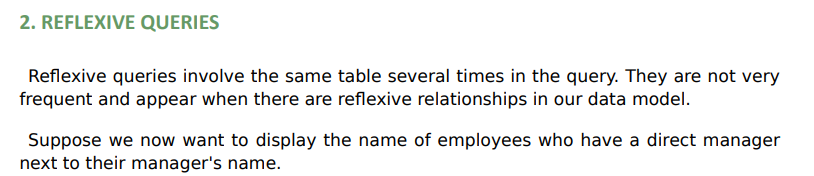 2. REFLEXIVE QUERIES
Reflexive queries involve the same table several times in the query. They are not very
frequent and appear when there are reflexive relationships in our data model.
Suppose we now want to display the name of employees who have a direct manager
next to their manager's name.